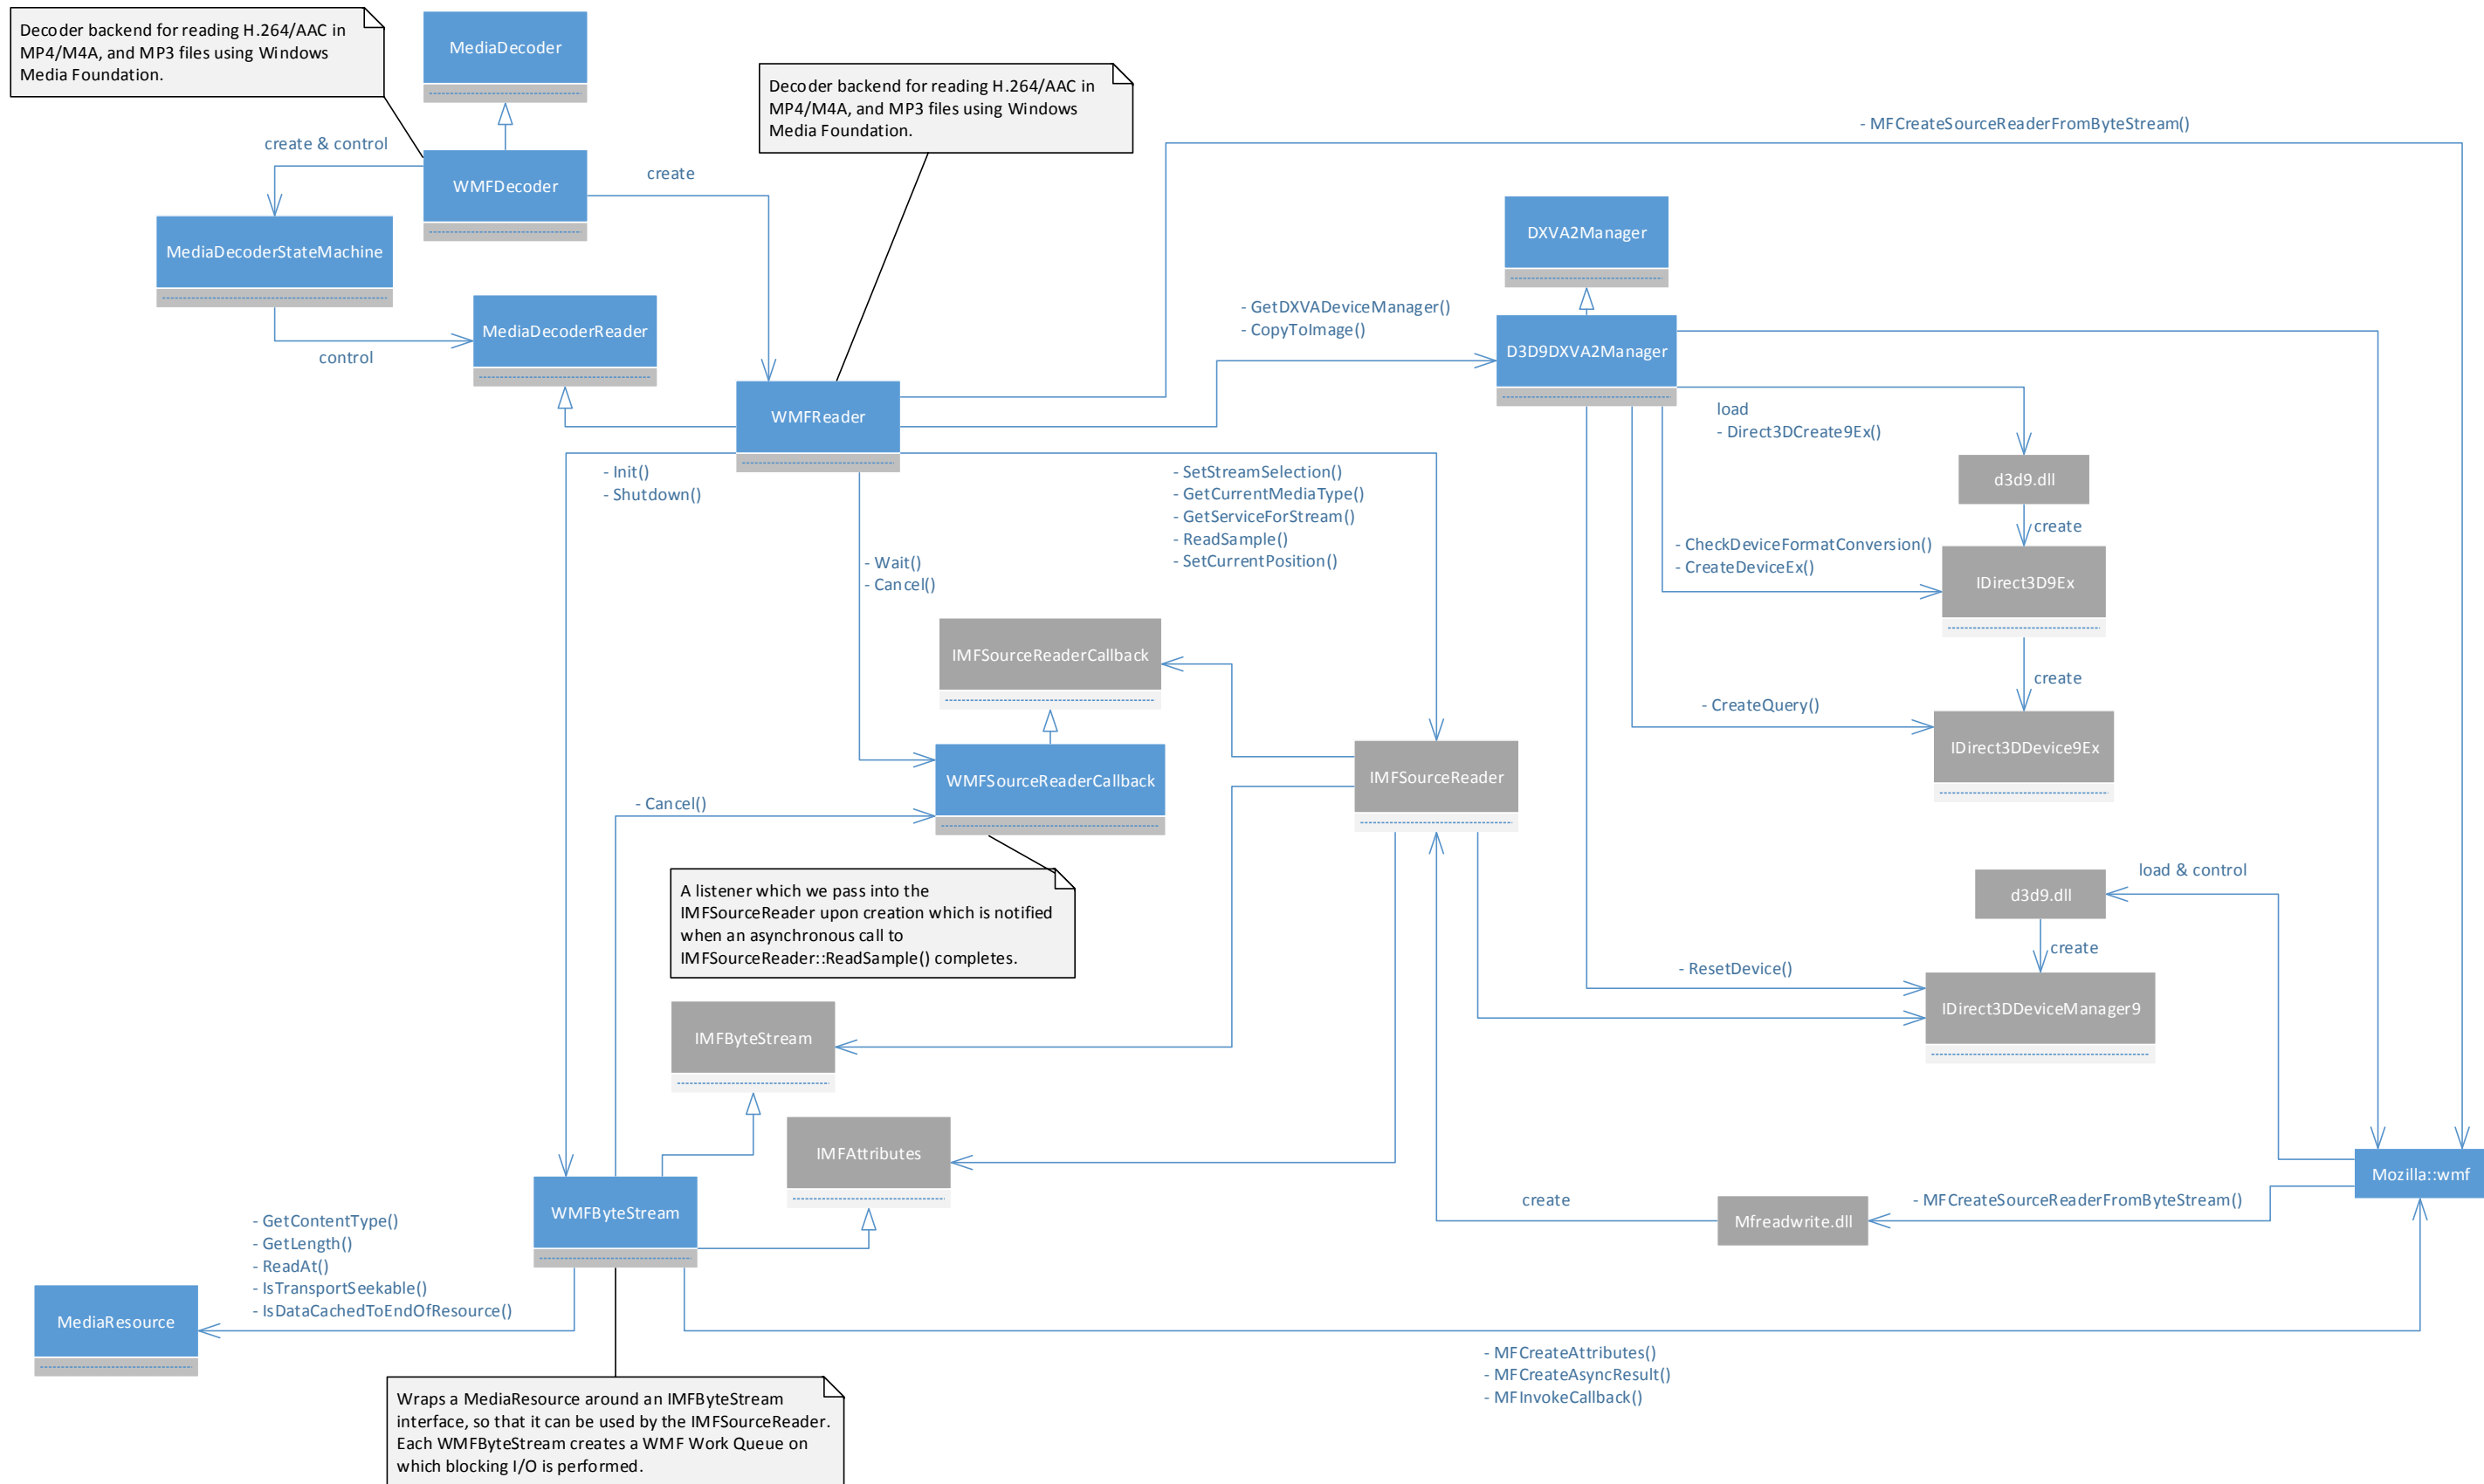 Decoder backend for reading H.264/AAC in
MP4/M4A, and MP3 files using Windows
Media Foundation.
MediaDecoder
Decoder backend for reading H.264/AAC in
MP4/M4A, and MP3 files using Windows
Media Foundation.
- MFCreateSourceReaderFromByteStream()
create & control
WMFDecoder
create
MediaDecoderStateMachine
DXVA2Manager
MediaDecoderReader
control
- GetDXVADeviceManager()
- CopyToImage()
D3D9DXVA2Manager
WMFReader
load
- Direct3DCreate9Ex()
- Init()
- Shutdown()
- SetStreamSelection()
- GetCurrentMediaType()
- GetServiceForStream()
- ReadSample()
- SetCurrentPosition()
d3d9.dll
create
- Wait()
- Cancel()
- CheckDeviceFormatConversion()
- CreateDeviceEx()
IDirect3D9Ex
IMFSourceReaderCallback
create
- CreateQuery()
IDirect3DDevice9Ex
WMFSourceReaderCallback
IMFSourceReader
- Cancel()
A listener which we pass into the
IMFSourceReader upon creation which is notified
when an asynchronous call to
IMFSourceReader::ReadSample() completes.
load & control
d3d9.dll
create
- ResetDevice()
IDirect3DDeviceManager9
IMFByteStream
IMFAttributes
Mozilla::wmf
WMFByteStream
create
- MFCreateSourceReaderFromByteStream()
Mfreadwrite.dll
- GetContentType()
- GetLength()
- ReadAt()
- IsTransportSeekable()
- IsDataCachedToEndOfResource()
MediaResource
- MFCreateAttributes()
- MFCreateAsyncResult()
- MFInvokeCallback()
Wraps a MediaResource around an IMFByteStream
interface, so that it can be used by the IMFSourceReader.
Each WMFByteStream creates a WMF Work Queue on
which blocking I/O is performed.